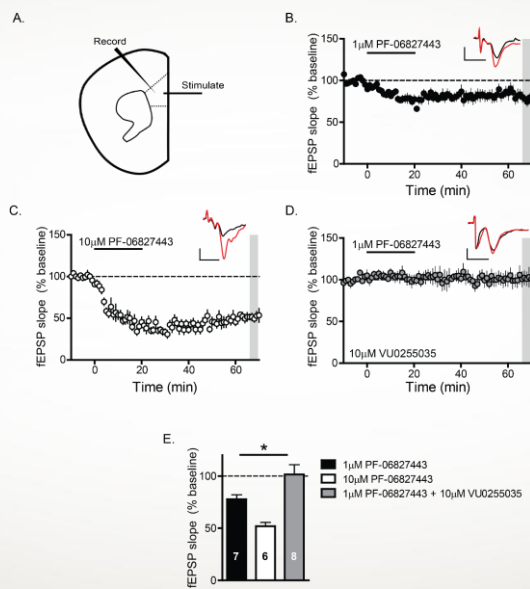 A.
Record
Stimulate
B.
1μM PF-06827443
fEPSP slope (% baseline)
150
100
50
0
0 20 40 60
Time (min)
C.
10μM PF-06827443
fEPSP slope (% baseline)
150
100
50
0
0 20 40 60
Time (min)
D.
1μM PF-06827443
fEPSP slope (% baseline)
150
100
50
0
10μM VU0255035
0 20 40 60
Time (min)
E.
*
fEPSP slope (% baseline)
100
50
0
7 6 8
1μM PF-06827443
10μM PF-06827443
1μM PF-06827443 + 10μM VU0255035